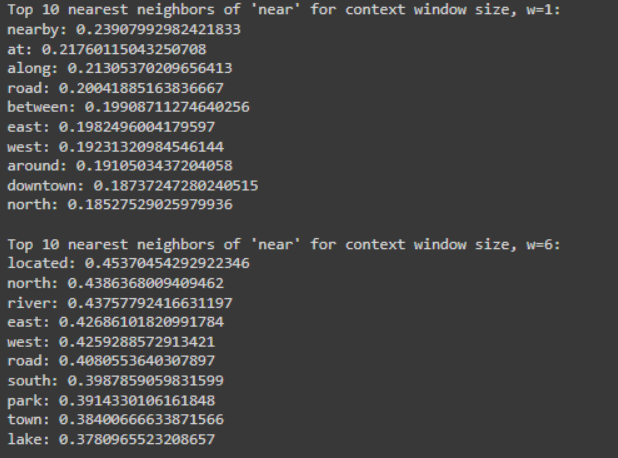 Top 10 nearest neighbors of 'near' for context window size, w=1:
nearby: 0.23907992982421833
at: 0.21760115043250708
along: 0.21305370209656413
road: 0.20041885163836667
between: 0.19908711274640256
east: 0.1982496004179597
west: 0.19231320984546144
around: 0.1910503437204058
downtown: 0.18737247280240515
north: 0.18527529025979936

Top 10 nearest neighbors of 'near' for context window size, w=6:
located: 0.45370454292922346
north: 0.4386368009409462
river: 0.43757792416631197
east: 0.42686101820991784
west: 0.4259288572913421
road: 0.4080553640307897
south: 0.3987859059831599
park: 0.3914330106161848
town: 0.38400666633871566
lake: 0.3780965523208657